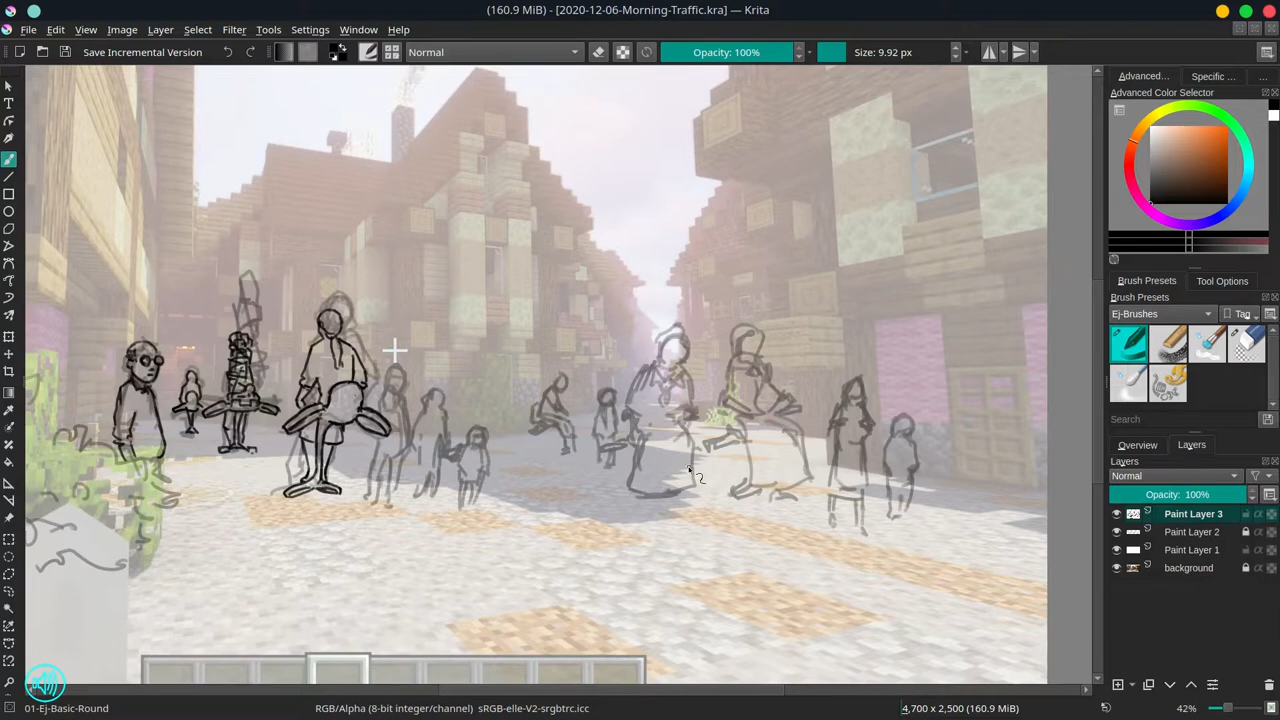 (160.9 MiB) - [2020-12-06-Morning-Traffic.kra] — Krita
File Edit View Image Layer Select Filter Tools Settings Window Help
Save Incremental Version Normal Opacity: 100% Size: 9.92 px
Advanced... Specific ... ...
Advanced Color Selector
Brush Presets Tool Options
Brush Presets
Ej-Brushes Tag
Search
Overview Layers
Layers
Normal
Opacity: 100%
Paint Layer 3
Paint Layer 2
Paint Layer 1
background
01-Ej-Basic-Round RGB/Alpha (8-bit integer/channel) sRGB-elle-V2-srgbtrc.icc 4,700 x 2,500 (160.9 MiB) 42%